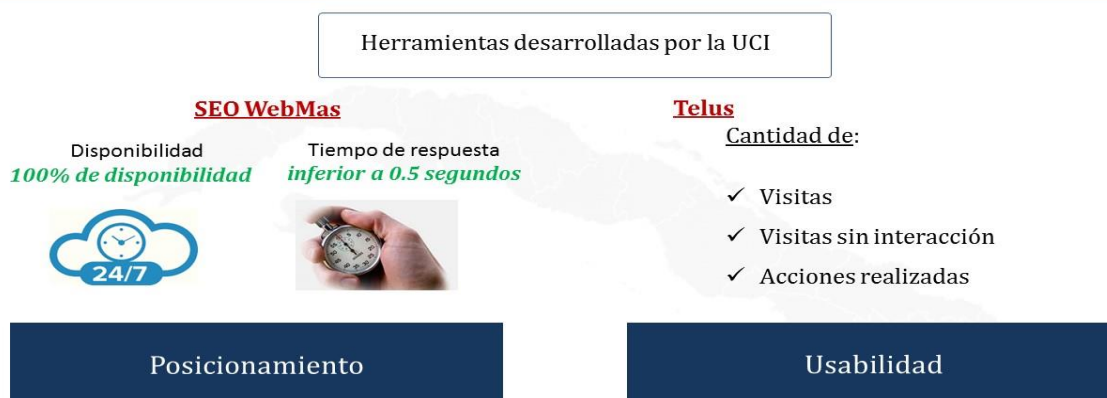 Herramientas desarrolladas por la UCI
SEO WebMas
Disponibilidad
100% de disponibilidad
Tiempo de respuesta
inferior a 0.5 segundos
24/7
Posicionamiento
Telus
Cantidad de:
✓ Visitas
✓ Visitas sin interacción
✓ Acciones realizadas
Usabilidad